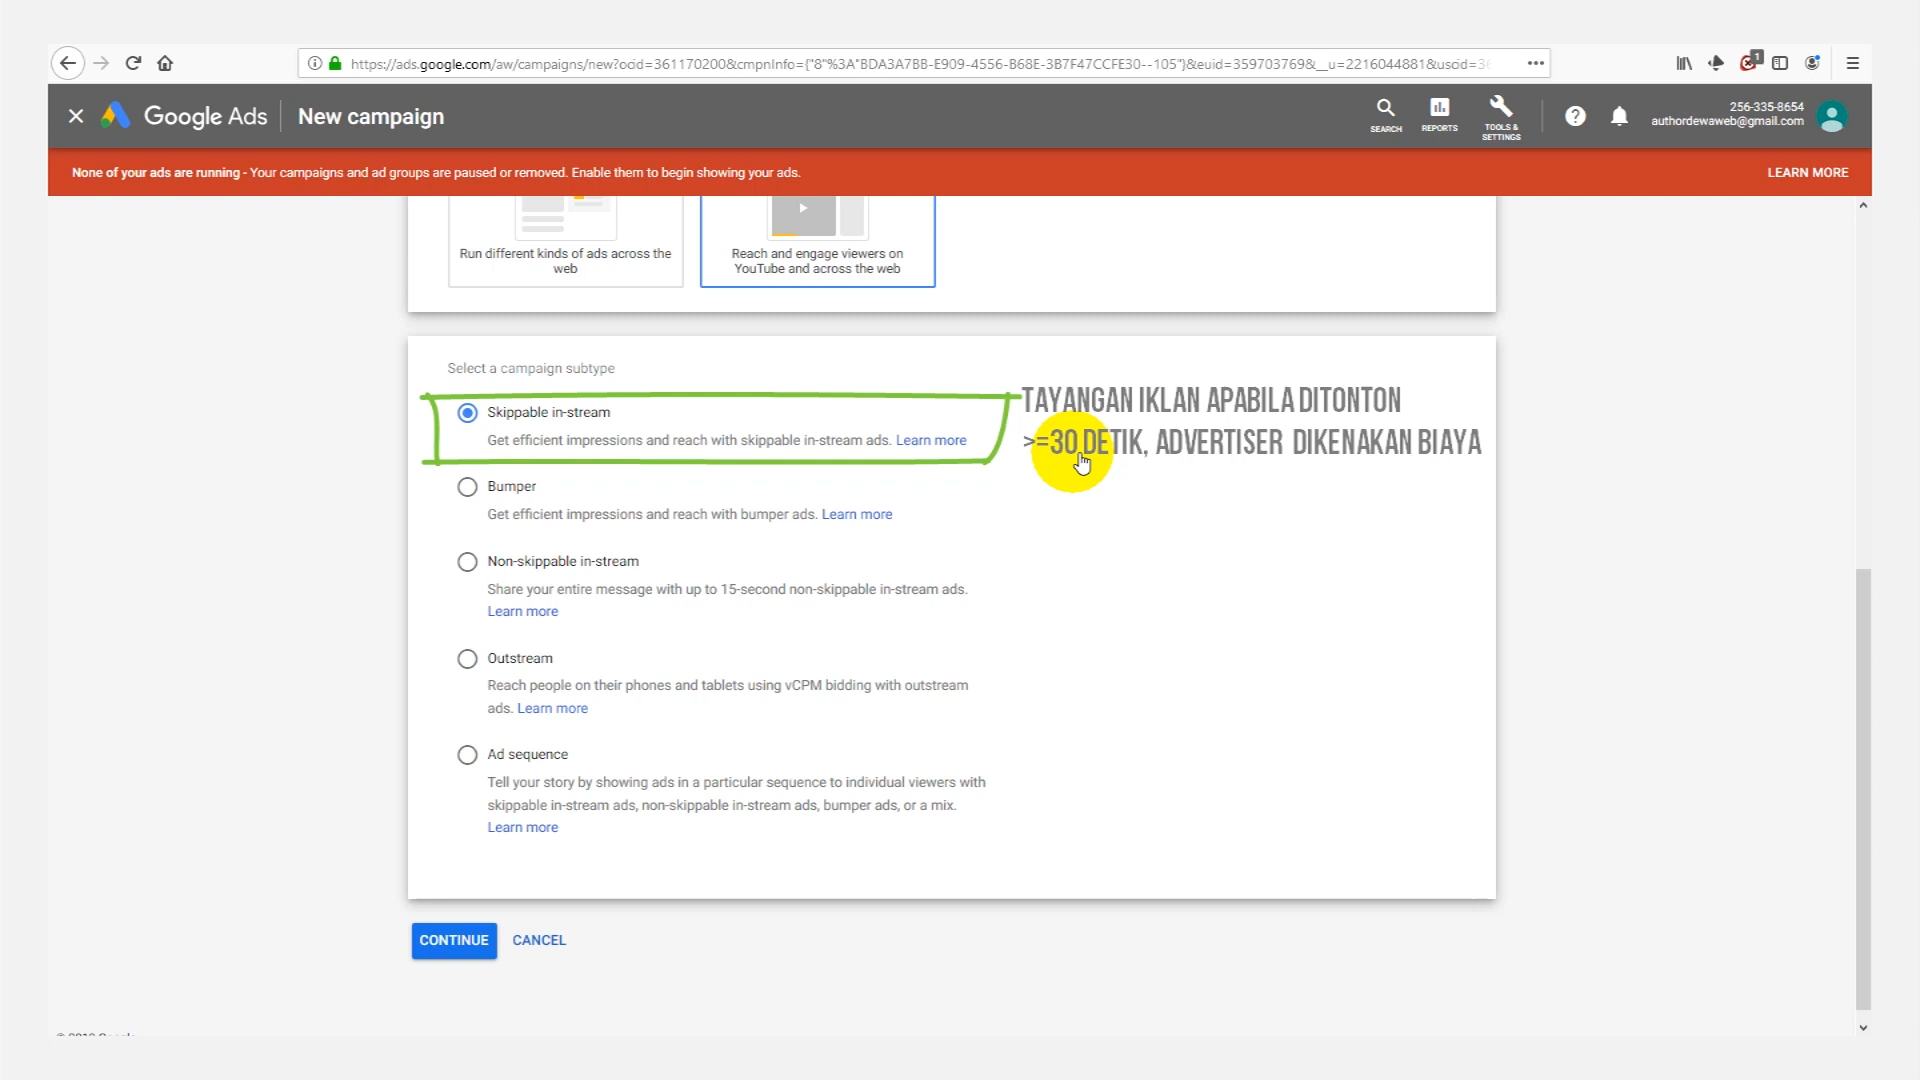 https://ads.google.com/aw/campaigns/new?ocid=361170200&cmpnInfo={"8"%3A"BDA3A7BB-E909-4556-B68E-3B7F47CCFE30--105"}&euid=359703769&__u=2216044881&uscid=36
1
Google Ads
New campaign
SEARCH
REPORTS
TOOLS &
SETTINGS
256-335-8654
authordewaweb@gmail.com
None of your ads are running - Your campaigns and ad groups are paused or removed. Enable them to begin showing your ads.
LEARN MORE
Run different kinds of ads across the
web
Reach and engage viewers on
YouTube and across the web
Select a campaign subtype
Skippable in-stream
Get efficient impressions and reach with skippable in-stream ads. Learn more
TAYANGAN IKLAN APABILA DITONTON
>=30 DETIK, ADVERTISER DIKENAKAN BIAYA
Bumper
Get efficient impressions and reach with bumper ads. Learn more
Non-skippable in-stream
Share your entire message with up to 15-second non-skippable in-stream ads.
Learn more
Outstream
Reach people on their phones and tablets using vCPM bidding with outstream
ads. Learn more
Ad sequence
Tell your story by showing ads in a particular sequence to individual viewers with
skippable in-stream ads, non-skippable in-stream ads, bumper ads, or a mix.
Learn more
CONTINUE
CANCEL